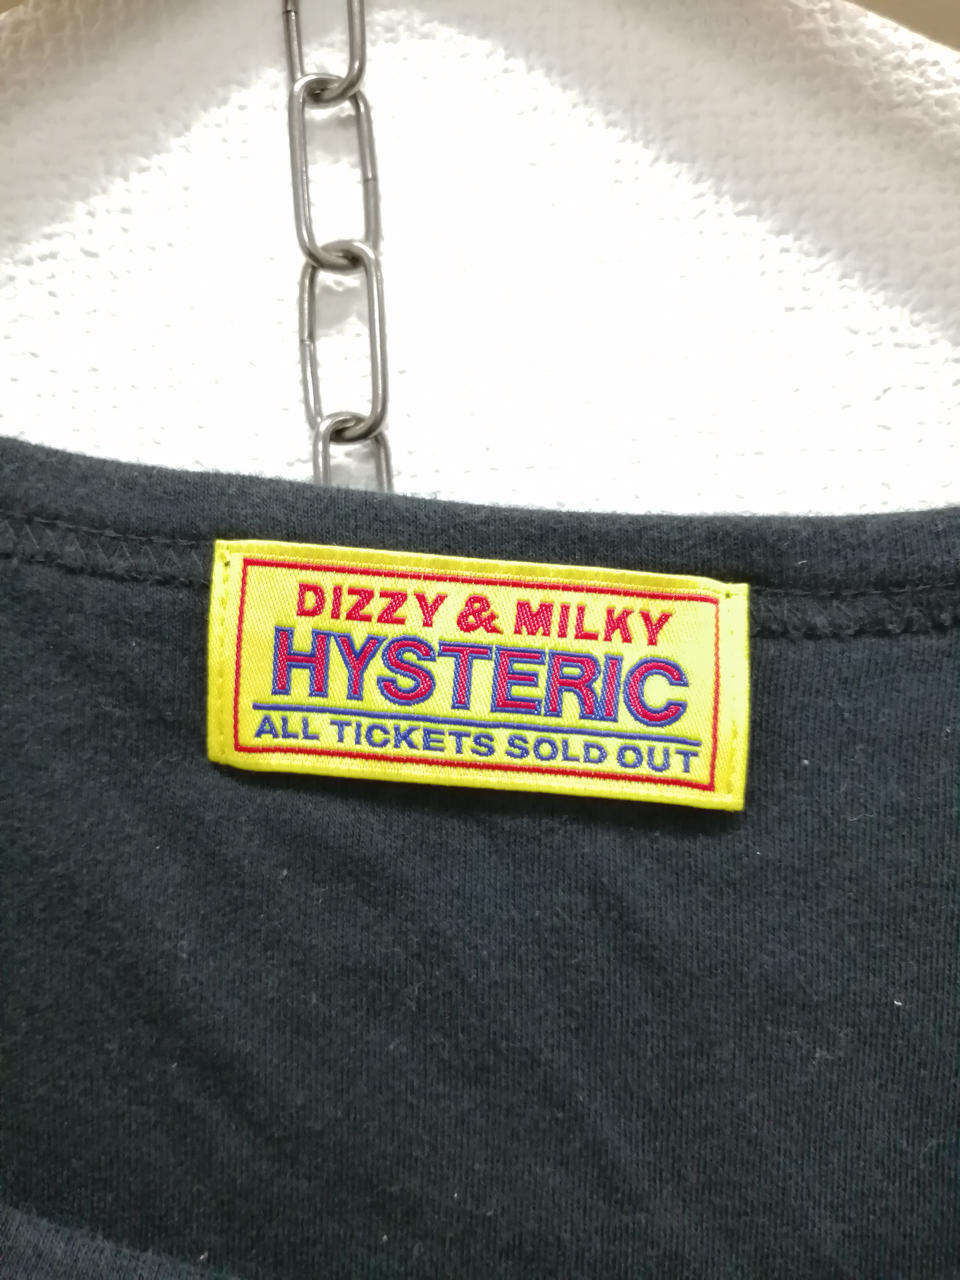 DIZZY & MILKY
HYSTERIC
ALL TICKETS SOLD OUT